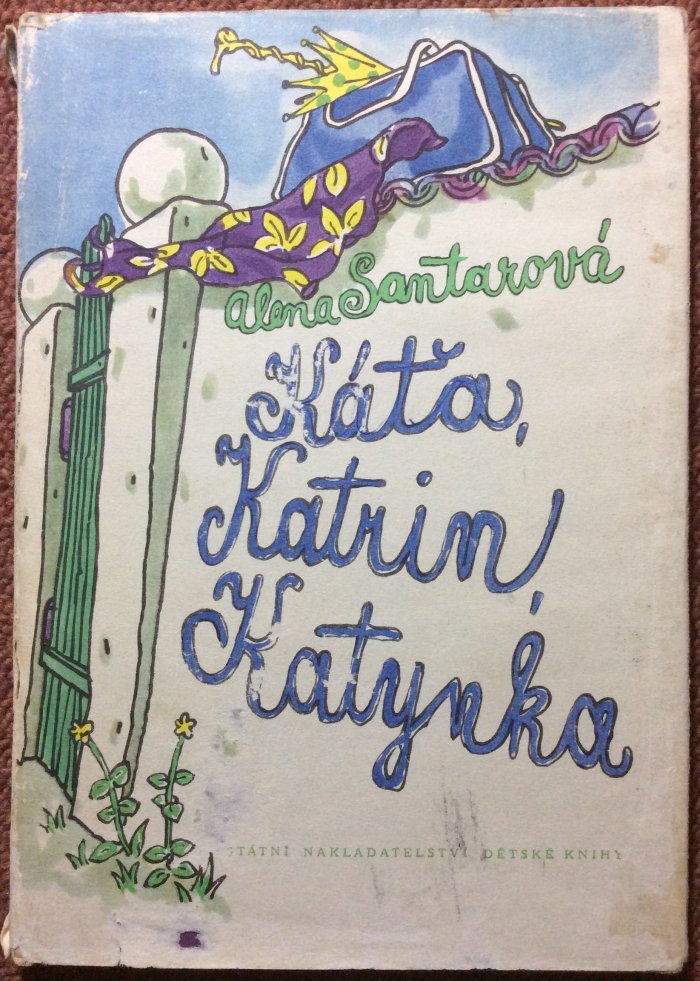 Alena Santarová
Káťa,
Katrin,
Katynka
STÁTNÍ NAKLADATELSTVÍ DĚTSKÉ KNIHY